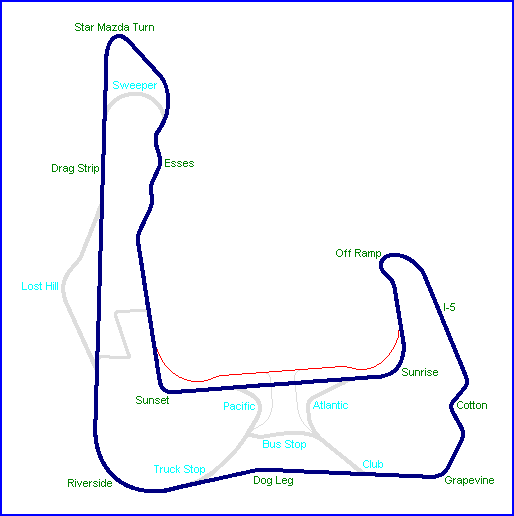 Star Mazda Turn
Sweeper
Esses
Drag Strip
Off Ramp
Lost Hill
I-5
Sunrise
Sunset
Pacific
Atlantic
Cotton
Bus Stop
Truck Stop
Club
Riverside
Dog Leg
Grapevine